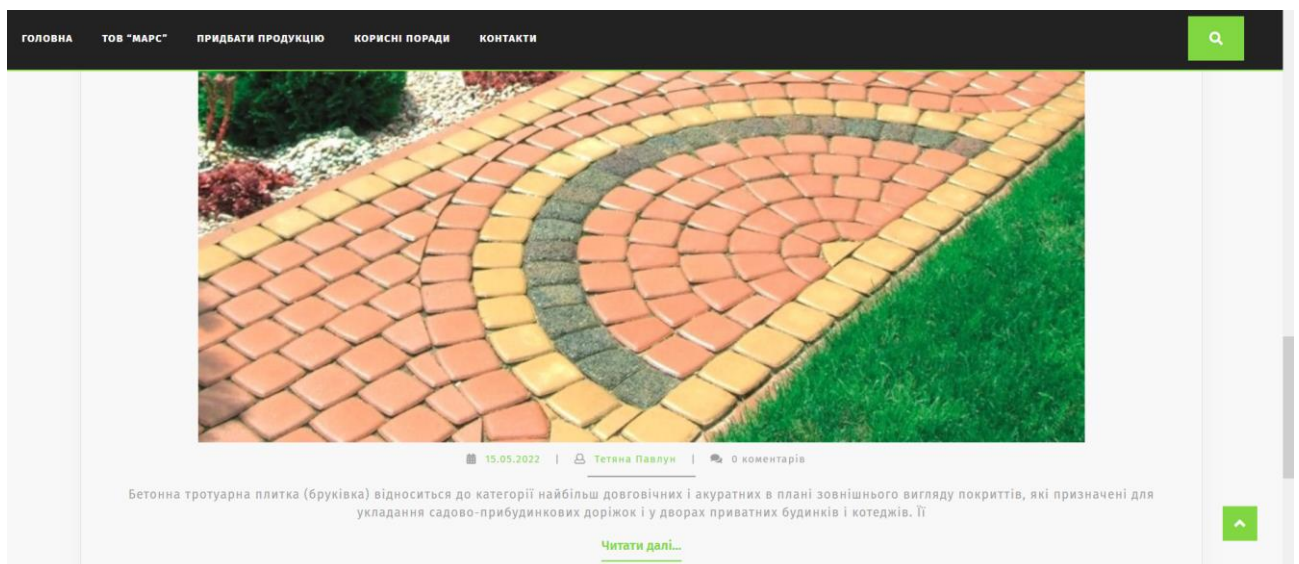 ГОЛОВНА ТОВ “МАРС” ПРИДБАТИ ПРОДУКЦІЮ КОРИСНІ ПОРАДИ КОНТАКТИ
15.05.2022 | Тетяна Павлун | 0 коментарів
Бетонна тротуарна плитка (бруківка) відноситься до категорії найбільш довговічних і акуратних в плані зовнішнього вигляду покриттів, які призначені для
укладання садово-прибудинкових доріжок і у дворах приватних будинків і котеджів. Її
Читати далі...